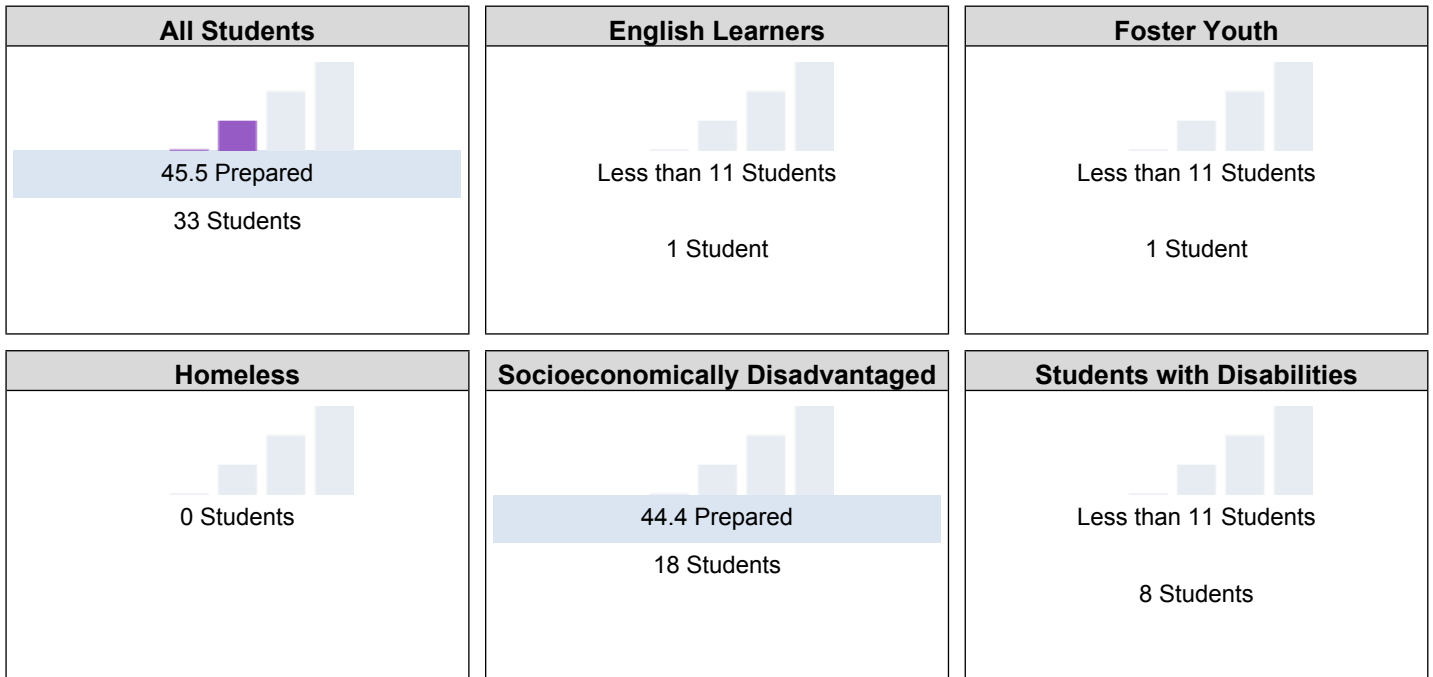 All Students
45.5 Prepared
33 Students
English Learners
Less than 11 Students
1 Student
Foster Youth
Less than 11 Students
1 Student
Homeless
0 Students
Socioeconomically Disadvantaged
44.4 Prepared
18 Students
Students with Disabilities
Less than 11 Students
8 Students